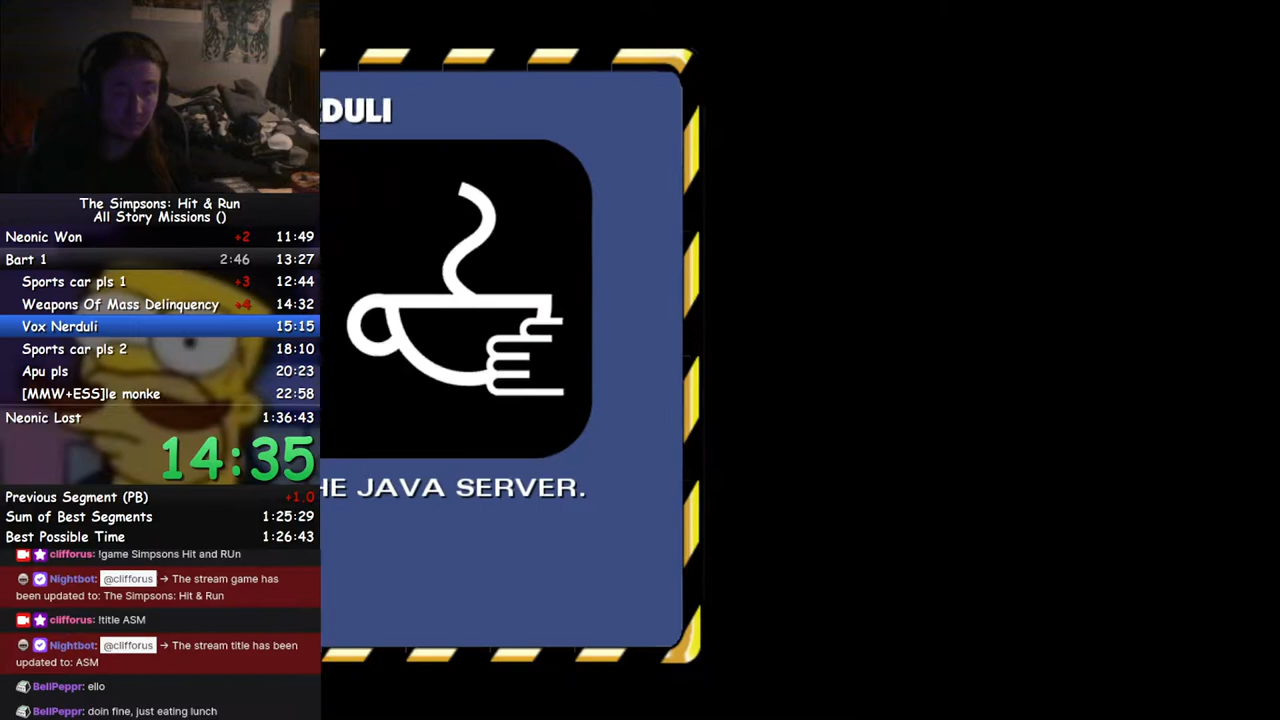 The Simpsons: Hit & Run
All Story Missions ()
Neonic Won +2 11:49
Bart 1 2:46 13:27
Sports car pls 1 +3 12:44
Weapons Of Mass Delinquency +4 14:32
Vox Nerduli 15:15
Sports car pls 2 18:10
Apu pls 20:23
[MMW+ESS]le monke 22:58
Neonic Lost 1:36:43
14:35
Previous Segment (PB) +1.0
Sum of Best Segments 1:25:29
Best Possible Time 1:26:43
clifforus: !game Simpsons Hit and RUn
Nightbot: @clifforus → The stream game has
been updated to: The Simpsons: Hit & Run
clifforus: !title ASM
Nightbot: @clifforus → The stream title has been
updated to: ASM
BellPeppr: ello
BellPeppr: doin fine, just eating lunch
RDULI
HE JAVA SERVER.